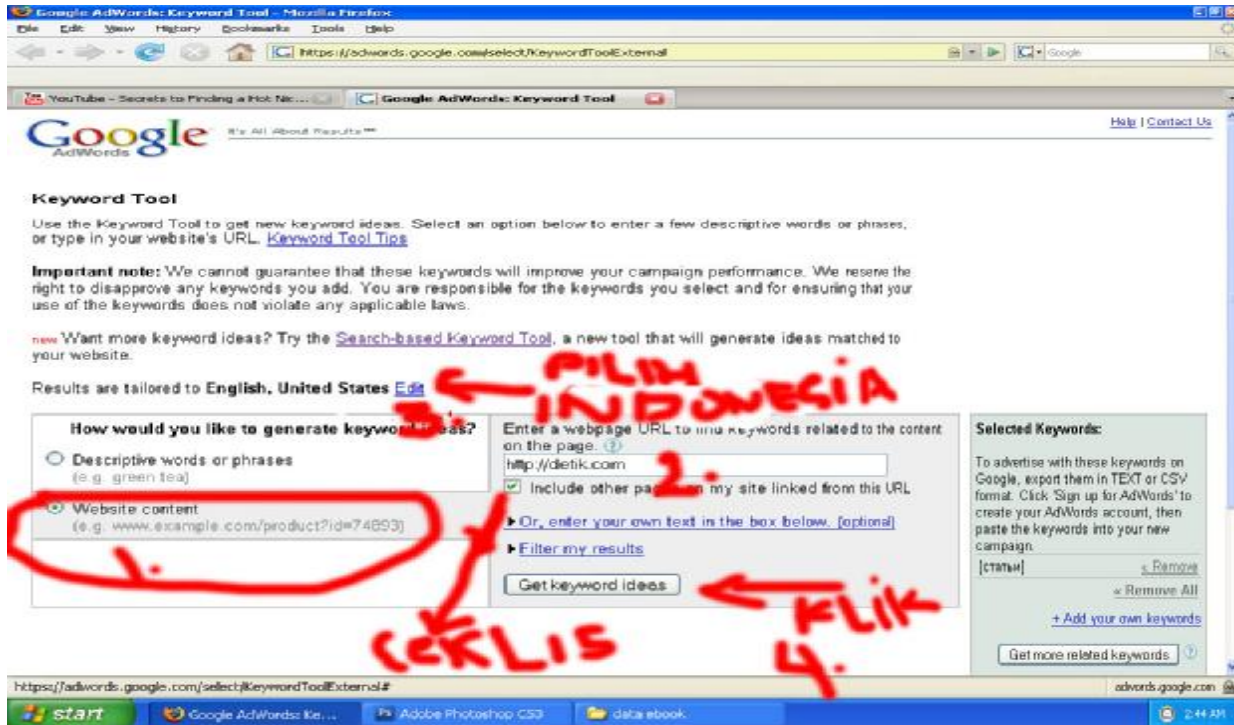 Google AdWords: Keyword Tool - Mozilla Firefox
File Edit View History Bookmarks Tools Help
https://adwords.google.com/select/KeywordToolExternal
Google
YouTube - Secrets to Finding a Hot Nic...
Google AdWords: Keyword Tool
Help | Contact Us
Google
AdWords
It's All About Results™
Keyword Tool
Use the Keyword Tool to get new keyword ideas. Select an option below to enter a few descriptive words or phrases,
or type in your website's URL. Keyword Tool Tips
Important note: We cannot guarantee that these keywords will improve your campaign performance. We reserve the
right to disapprove any keywords you add. You are responsible for the keywords you select and for ensuring that your
use of the keywords does not violate any applicable laws.
new Want more keyword ideas? Try the Search-based Keyword Tool, a new tool that will generate ideas matched to
your website.
Results are tailored to English, United States Edit
3. PILIH
INDONESIA
How would you like to generate keyword ideas?
Descriptive words or phrases
(e.g. green tea)
Website content
(e.g. www.example.com/product?id=74893)
1.
Enter a webpage URL to find keywords related to the content
on the page.
http://dietik.com
2.
Include other pages on my site linked from this URL
Or, enter your own text in the box below. (optional)
Filter my results
Get keyword ideas
CEKLIS
KLIK
4.
Selected Keywords:
To advertise with these keywords on
Google, export them in TEXT or CSV
format. Click 'Sign up for AdWords' to
create your AdWords account, then
paste the keywords into your new
campaign.
[статьи] « Remove
« Remove All
+ Add your own keywords
Get more related keywords
https://adwords.google.com/select/KeywordToolExternal#
adwords.google.com
start
Google AdWords: Ke...
Adobe Photoshop CS3
data ebook
2:44 AM